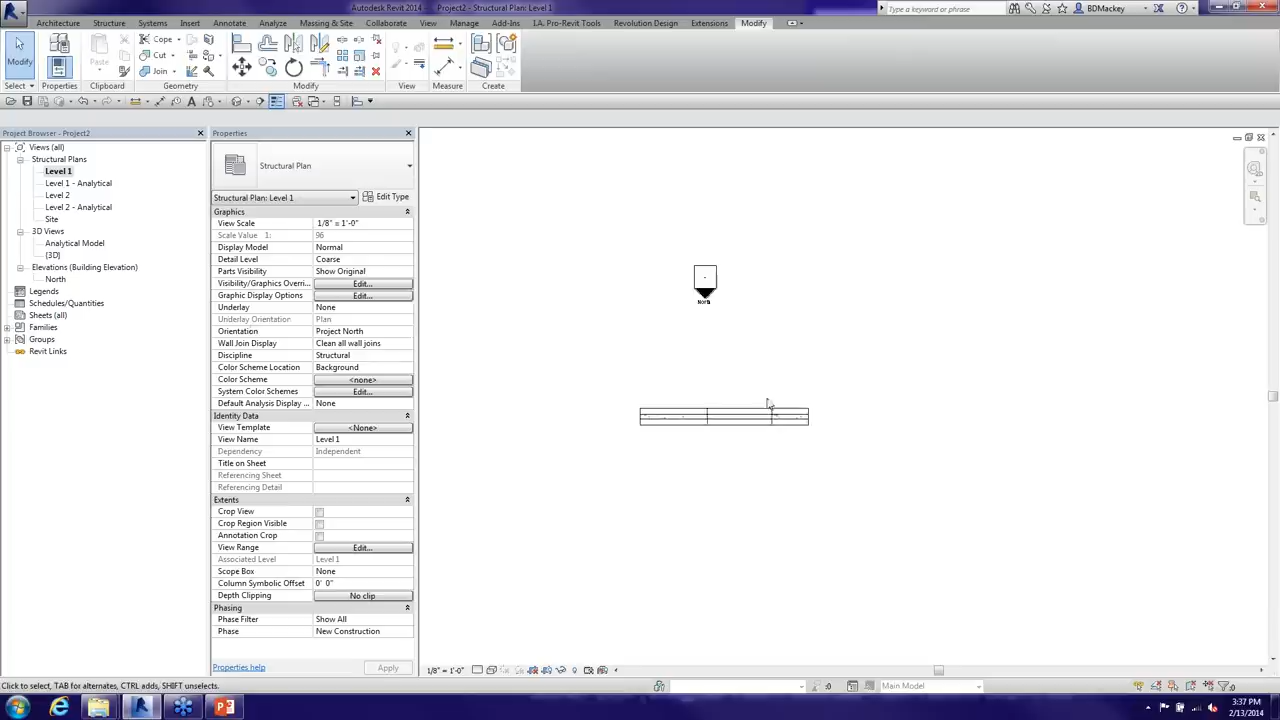 Autodesk Revit 2014 - Project2 - Structural Plan: Level 1
Type a keyword or phrase
BDMackey
Architecture Structure Systems Insert Annotate Analyze Massing & Site Collaborate View Manage Add-Ins I.A. Pro-Revit Tools Revolution Design Extensions Modify
Modify
Paste
Cope
Cut
Join
Select Properties Clipboard Geometry Modify View Measure Create
Project Browser - Project2
Views (all)
Structural Plans
Level 1
Level 1 - Analytical
Level 2
Level 2 - Analytical
Site
3D Views
Analytical Model
{3D}
Elevations (Building Elevation)
North
Legends
Schedules/Quantities
Sheets (all)
Families
Groups
Revit Links
Properties
Structural Plan
Structural Plan: Level 1 Edit Type
Graphics
View Scale 1/8" = 1'-0"
Scale Value 1: 96
Display Model Normal
Detail Level Coarse
Parts Visibility Show Original
Visibility/Graphics Overri... Edit...
Graphic Display Options Edit...
Underlay None
Underlay Orientation Plan
Orientation Project North
Wall Join Display Clean all wall joins
Discipline Structural
Color Scheme Location Background
Color Scheme <none>
System Color Schemes Edit...
Default Analysis Display ... None
Identity Data
View Template <None>
View Name Level 1
Dependency Independent
Title on Sheet
Referencing Sheet
Referencing Detail
Extents
Crop View
Crop Region Visible
Annotation Crop
View Range Edit...
Associated Level Level 1
Scope Box None
Column Symbolic Offset 0' 0"
Depth Clipping No clip
Phasing
Phase Filter Show All
Phase New Construction
Properties help Apply
North
1/8" = 1'-0"
Click to select, TAB for alternates, CTRL adds, SHIFT unselects.
:0 Main Model :0
3:37 PM
2/13/2014